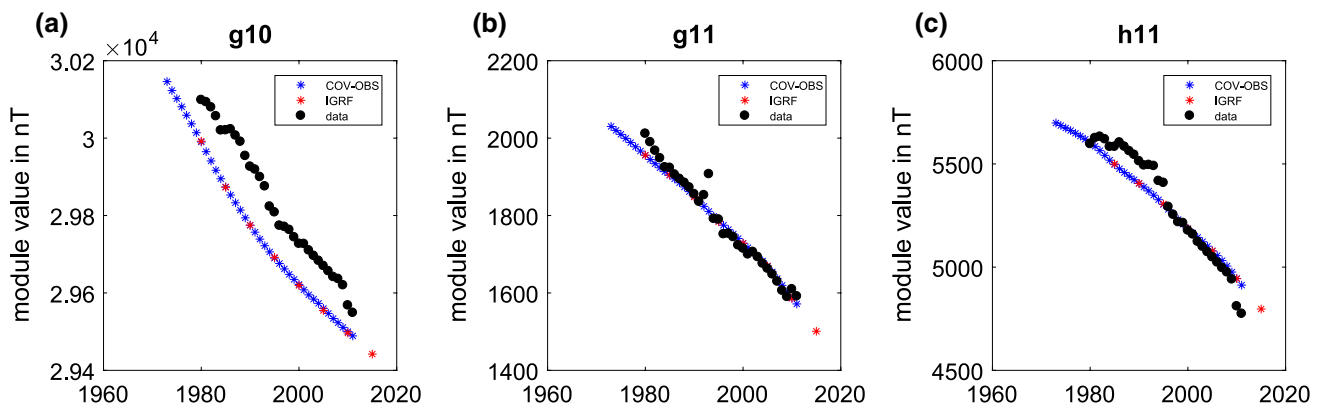 (a)
g10
×10⁴
3.02
3
2.98
2.96
2.94
1960 1980 2000 2020
module value in nT
COV-OBS
IGRF
data
(b)
g11
2200
2000
1800
1600
1400
1960 1980 2000 2020
module value in nT
COV-OBS
IGRF
data
(c)
h11
6000
5500
5000
4500
1960 1980 2000 2020
module value in nT
COV-OBS
IGRF
data